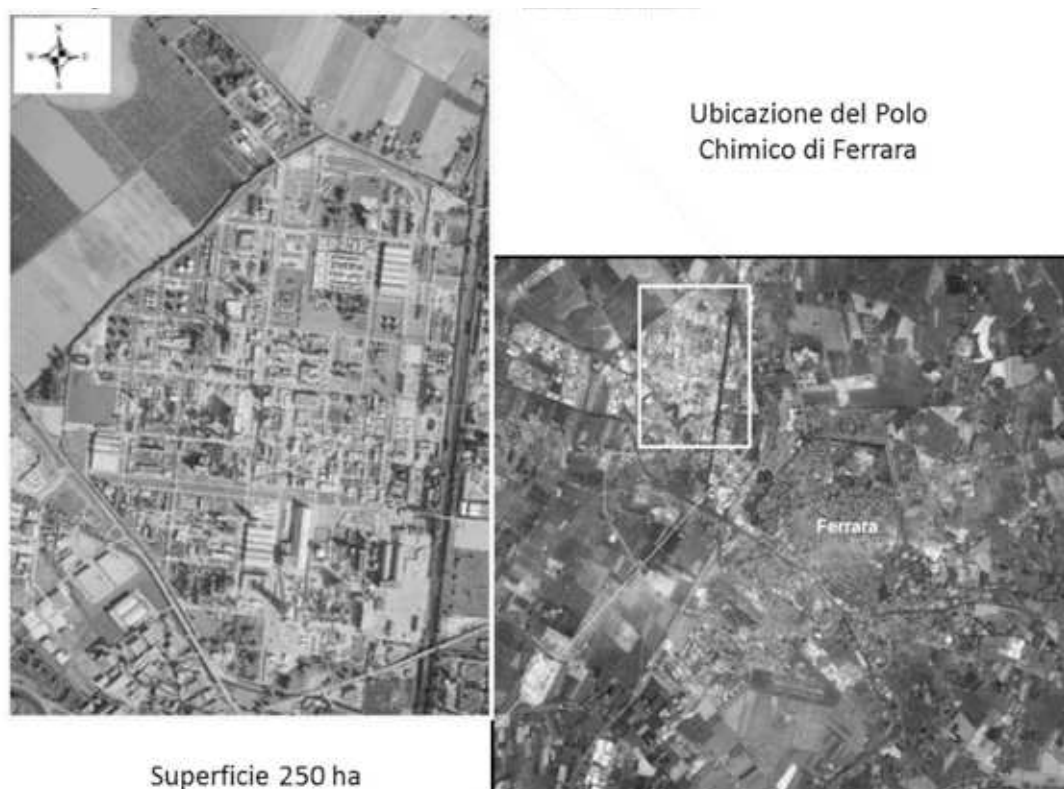 N
S
Ubicazione del Polo
Chimico di Ferrara
Ferrara
Superficie 250 ha